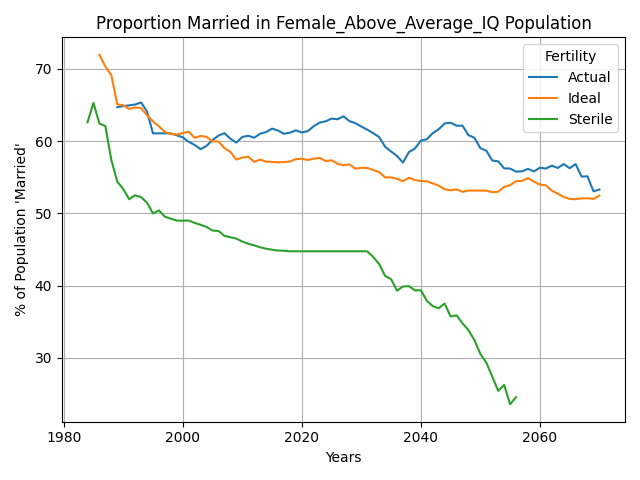 Proportion Married in Female_Above_Average_IQ Population
% of Population 'Married'
70
60
50
40
30
Fertility
Actual
Ideal
Sterile
1980
2000
2020
2040
2060
Years